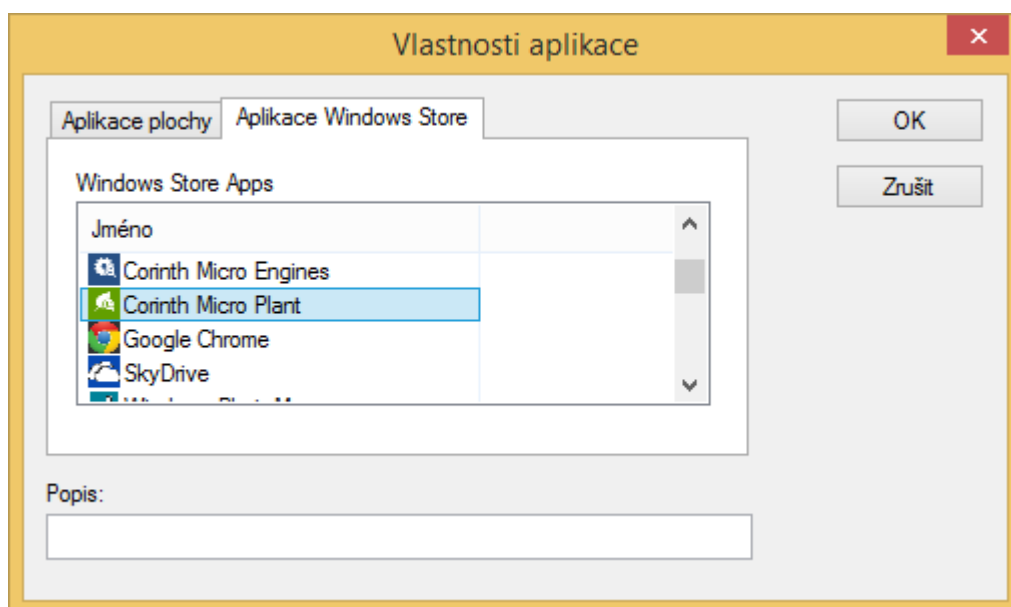 Vlastnosti aplikace
Aplikace plochy
Aplikace Windows Store
OK
Zrušit
Windows Store Apps
Jméno
Corinth Micro Engines
Corinth Micro Plant
Google Chrome
SkyDrive
Popis: